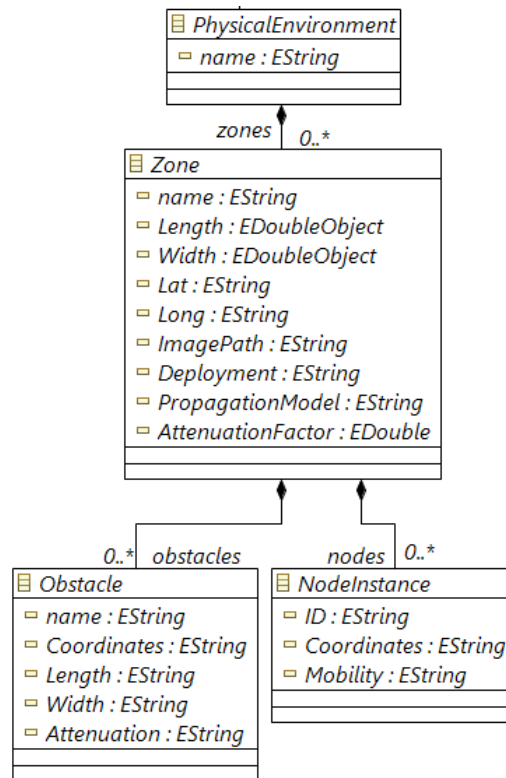 PhysicalEnvironment
name : EString
zones 0..*
Zone
name : EString
Length : EDoubleObject
Width : EDoubleObject
Lat : EString
Long : EString
ImagePath : EString
Deployment : EString
PropagationModel : EString
AttenuationFactor : EDouble
0..* obstacles
Obstacle
name : EString
Coordinates : EString
Length : EString
Width : EString
Attenuation : EString
nodes 0..*
NodeInstance
ID : EString
Coordinates : EString
Mobility : EString